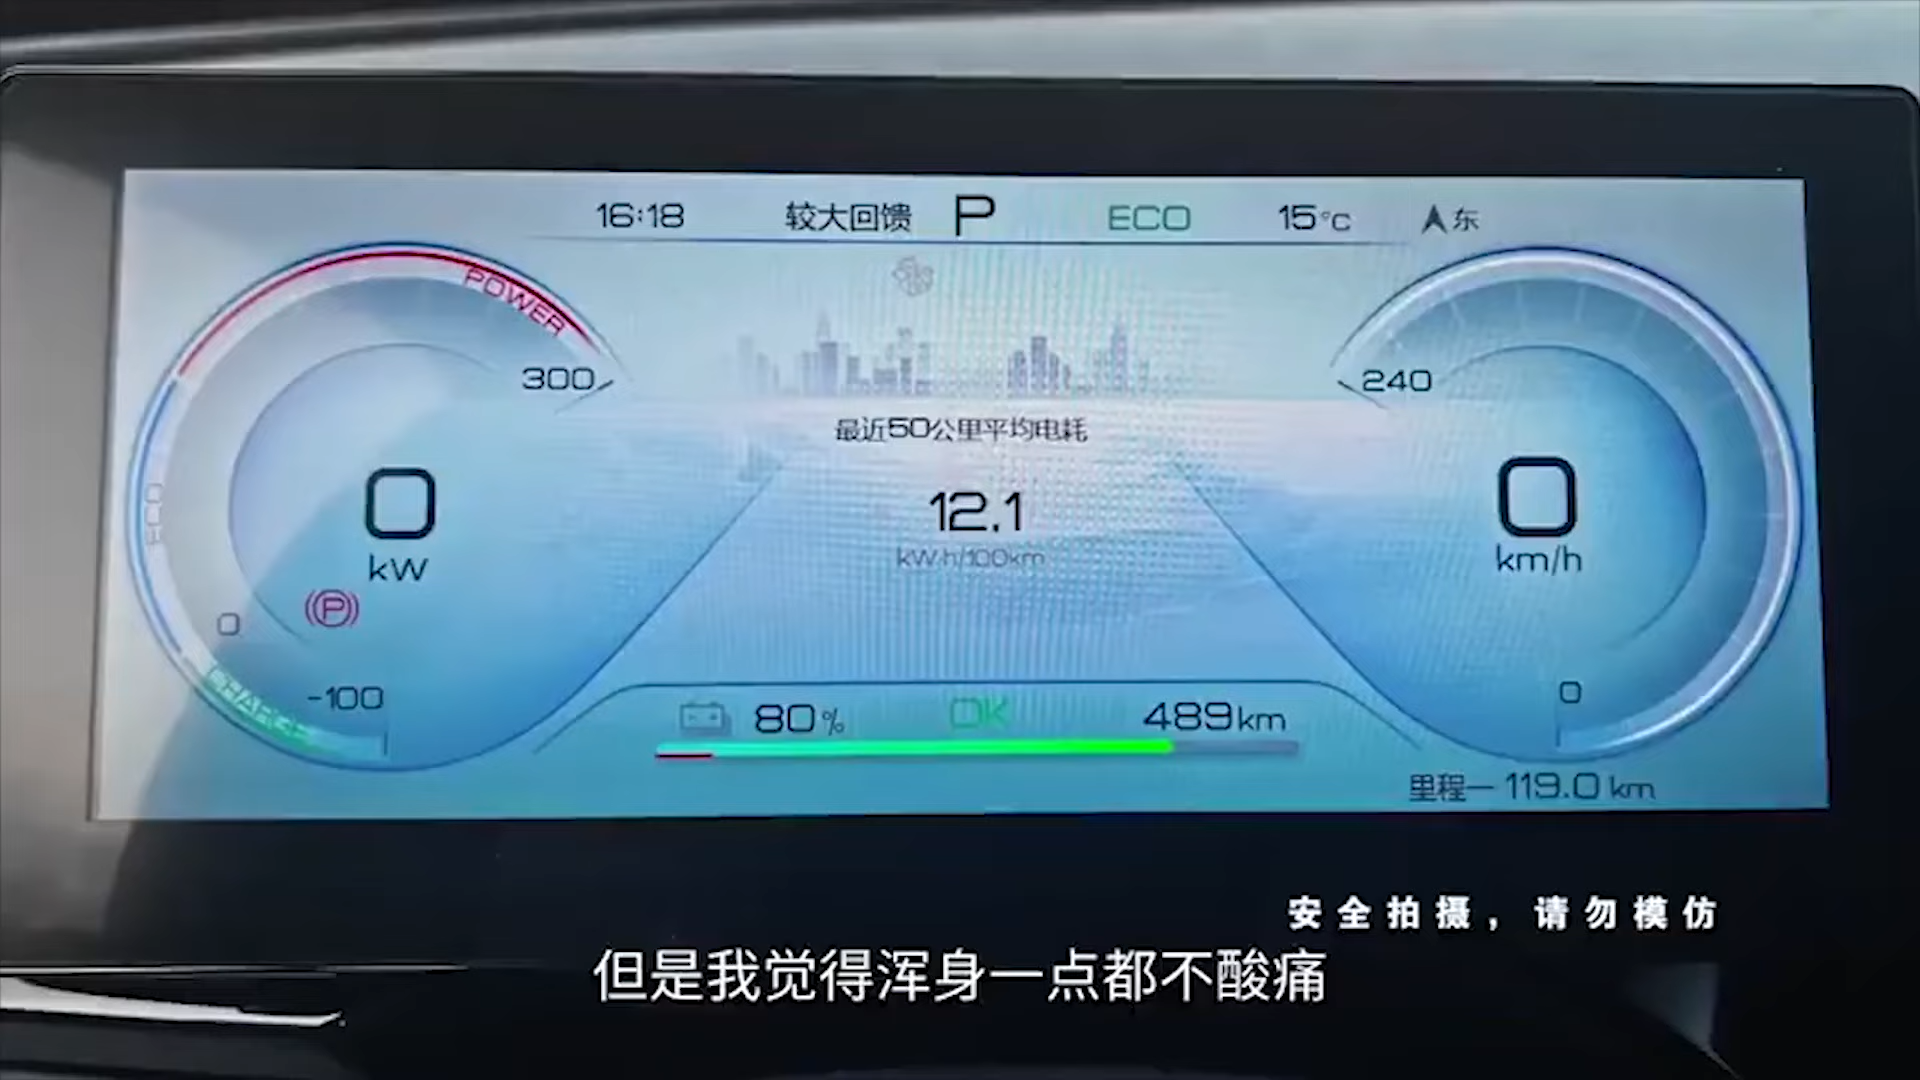 16:18 较大回馈 P ECO 15℃ 东
POWER
300
240
最近50公里平均电耗
0
kW
12.1
kW·h/100km
0
km/h
ECO
P
0
CHARGE
-100
0
80%
OK
489km
里程一 119.0 km
安全拍摄，请勿模仿
但是我觉得浑身一点都不酸痛